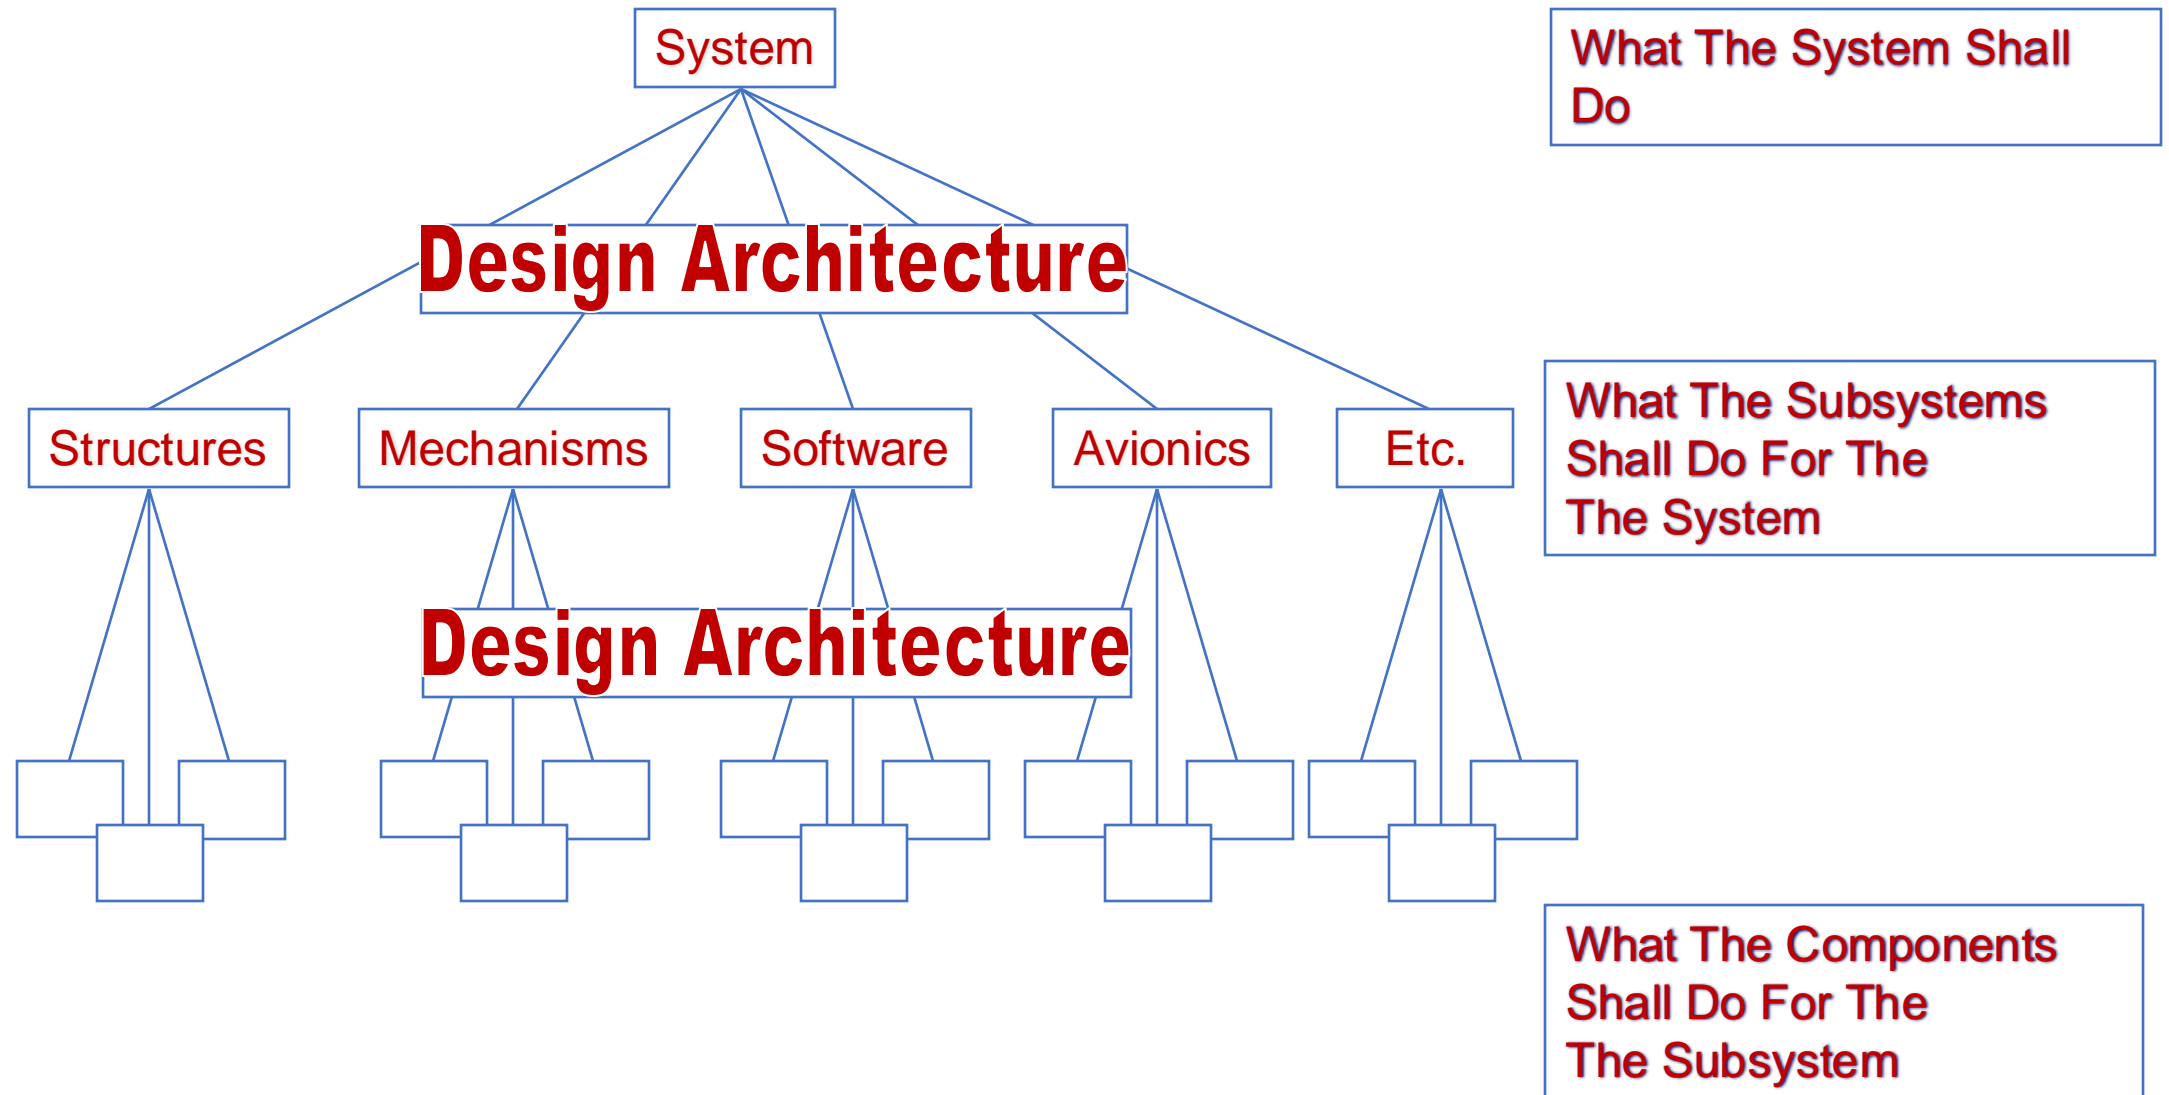 System
What The System Shall
Do
Design Architecture
Structures
Mechanisms
Software
Avionics
Etc.
What The Subsystems
Shall Do For The
The System
Design Architecture
What The Components
Shall Do For The
The Subsystem